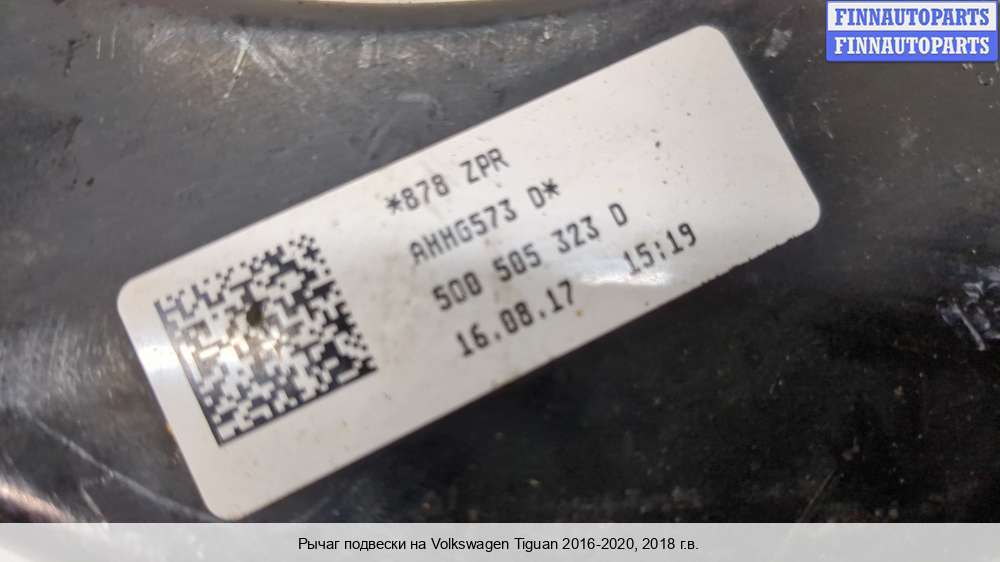 FINNAUTOPARTS
FINNAUTOPARTS
*878 ZPR
AHHG573 D*
5Q0 505 323 D
16.08.17 15:19
Рычаг подвески на Volkswagen Tiguan 2016-2020, 2018 г.в.